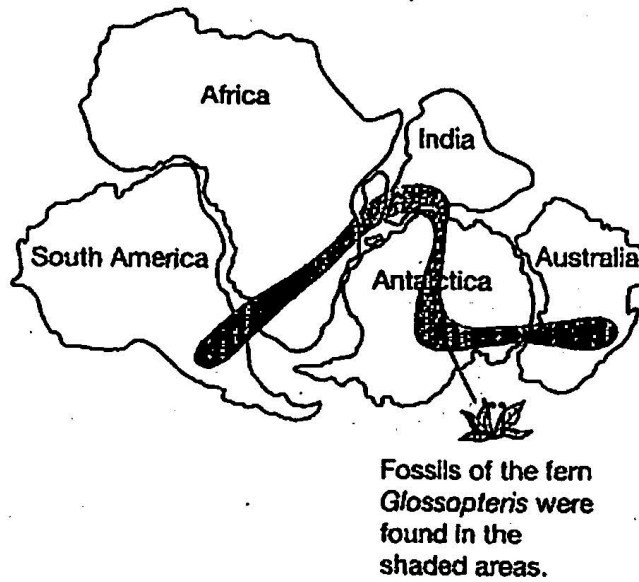 Africa
India
South America
Antarctica
Australia
Fossils of the fern
Glossopteris were
found in the
shaded areas.